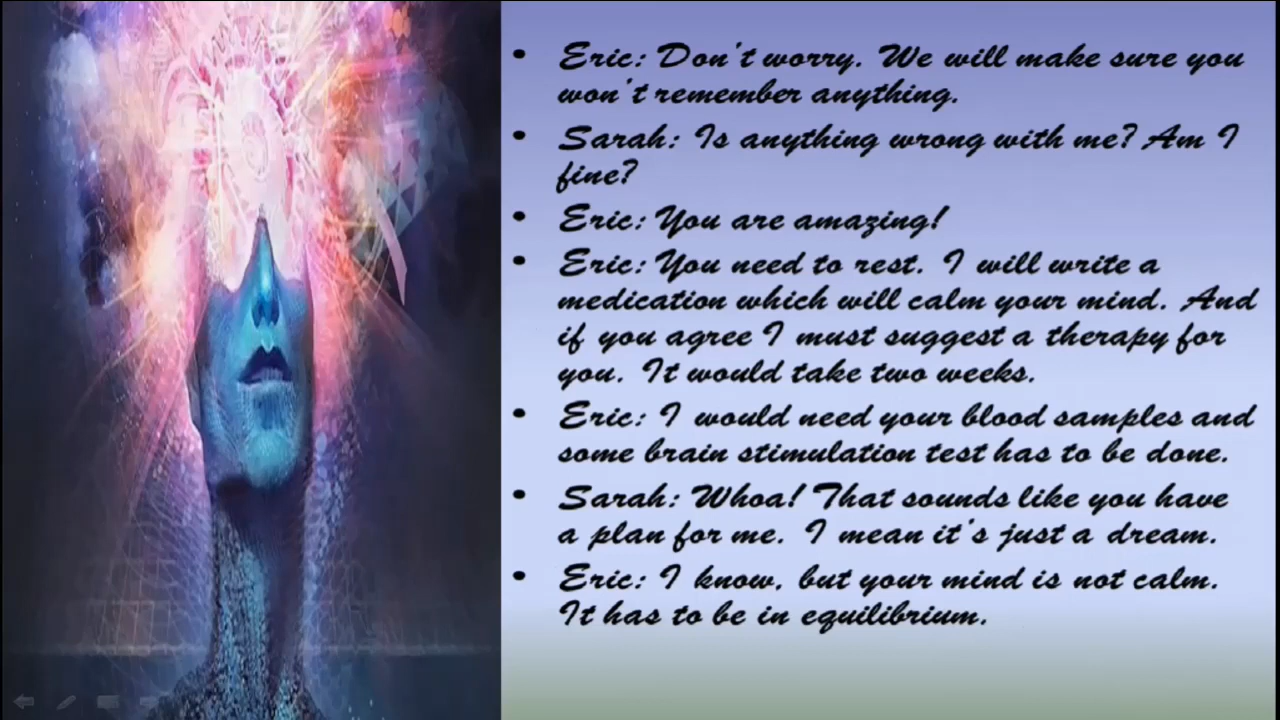 • Eric: Don't worry. We will make sure you
won't remember anything.
• Sarah: Is anything wrong with me? Am I
fine?
• Eric: You are amazing!
• Eric: You need to rest. I will write a
medication which will calm your mind. And
if you agree I must suggest a therapy for
you. It would take two weeks.
• Eric: I would need your blood samples and
some brain stimulation test has to be done.
• Sarah: Whoa! That sounds like you have
a plan for me. I mean it's just a dream.
• Eric: I know, but your mind is not calm.
It has to be in equilibrium.